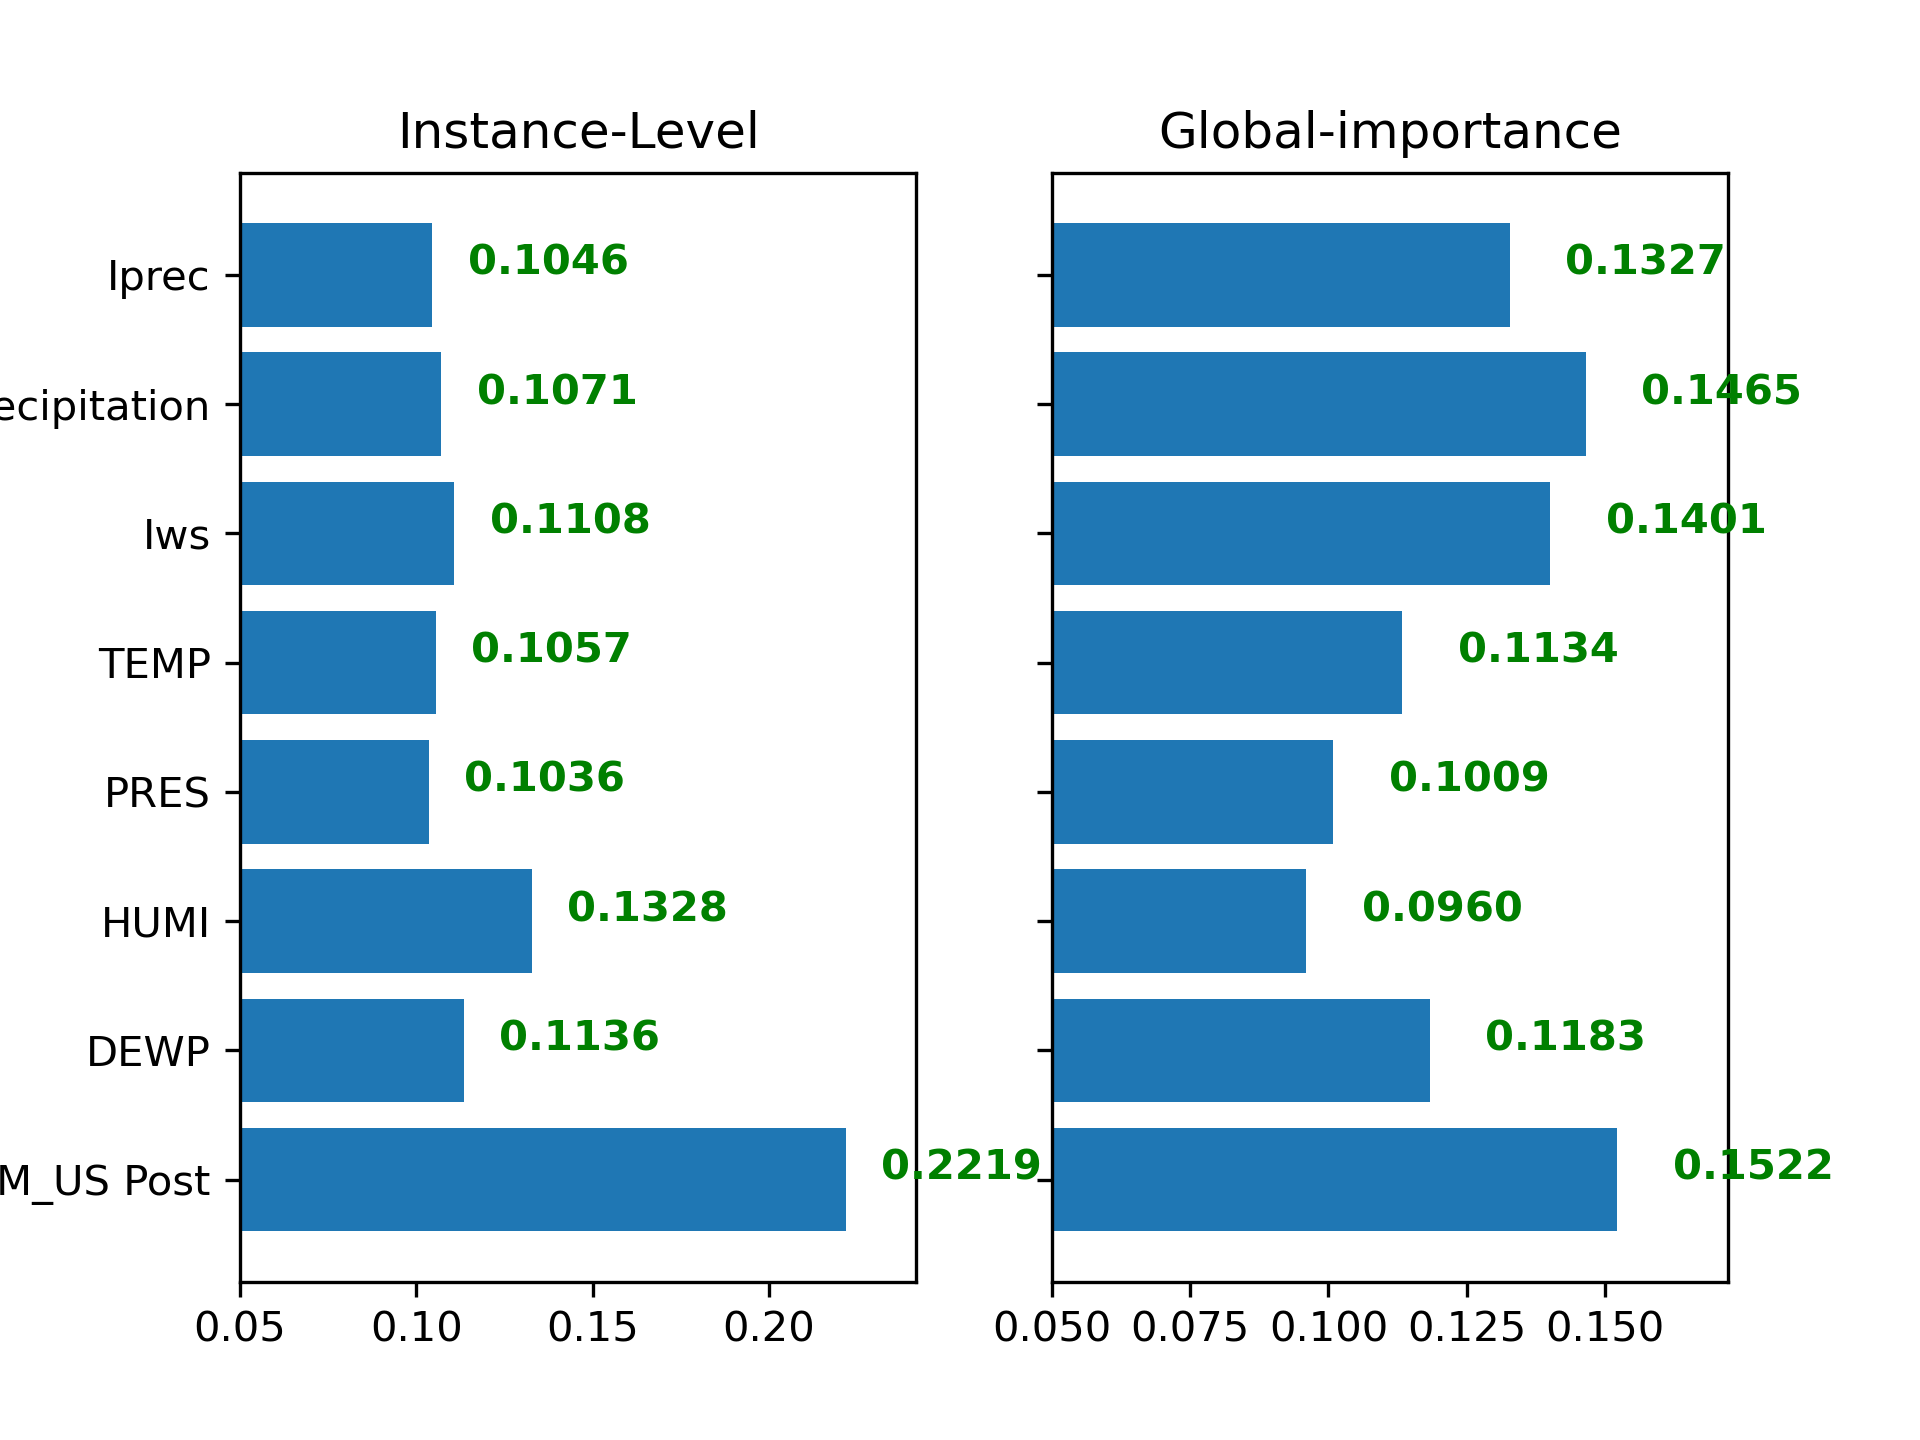 Instance-Level Global-importance
Iprec 0.1046 0.1327
ecipitation 0.1071 0.1465
Iws 0.1108 0.1401
TEMP 0.1057 0.1134
PRES 0.1036 0.1009
HUMI 0.1328 0.0960
DEWP 0.1136 0.1183
M_US Post 0.2219 0.1522
0.05 0.10 0.15 0.20 0.050 0.075 0.100 0.125 0.150